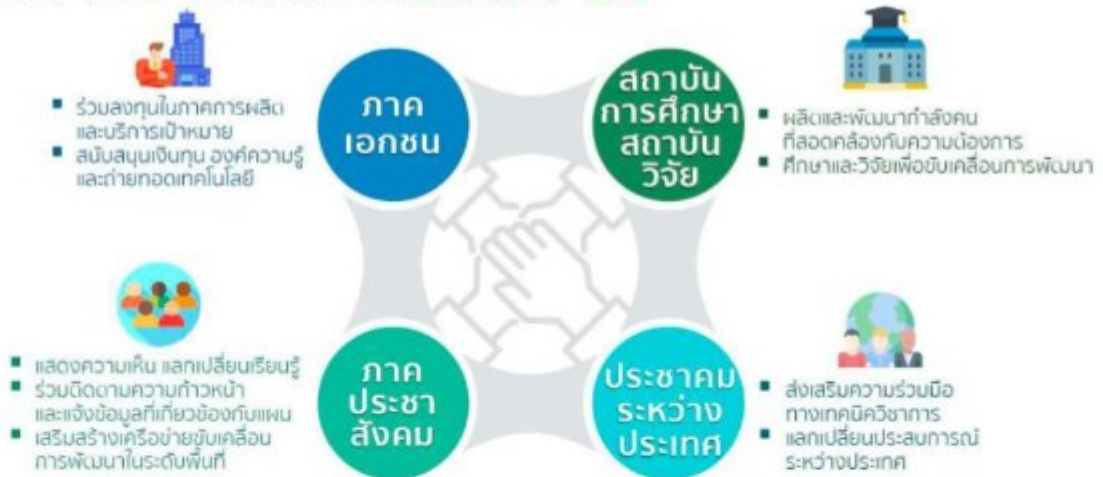 ภาค
เอกชน
▪ ร่วมลงทุนในภาคการผลิต
และบริการเป้าหมาย
▪ สนับสนุนเงินทุน องค์ความรู้
และถ่ายทอดเทคโนโลยี
สถาบัน
การศึกษา
สถาบัน
วิจัย
▪ ผลิตและพัฒนากำลังคน
ที่สอดคล้องกับความต้องการ
▪ ศึกษาและวิจัยเพื่อขับเคลื่อนการพัฒนา
ภาค
ประชา
สังคม
▪ แสดงความเห็น แลกเปลี่ยนเรียนรู้
▪ ร่วมติดตามความก้าวหน้า
และแจ้งข้อมูลที่เกี่ยวข้องกับแผน
▪ เสริมสร้างเครือข่ายขับเคลื่อน
การพัฒนาในระดับพื้นที่
ประชาคม
ระหว่าง
ประเทศ
▪ ส่งเสริมความร่วมมือ
ทางเทคนิควิชาการ
▪ แลกเปลี่ยนประสบการณ์
ระหว่างประเทศ